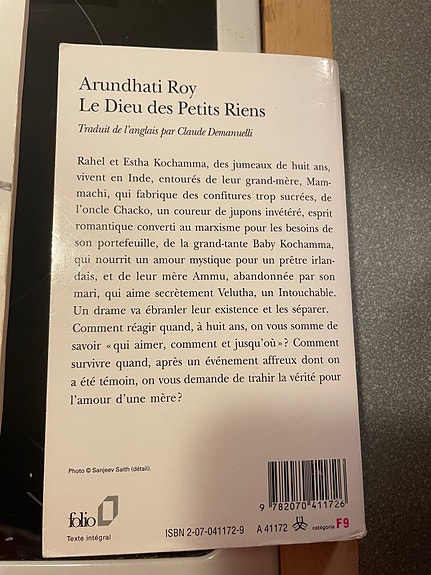 Arundhati Roy
Le Dieu des Petits Riens
Traduit de l'anglais par Claude Demanuelli
Rahel et Estha Kochamma, des jumeaux de huit ans,
vivent en Inde, entourés de leur grand-mère, Mam-
machi, qui fabrique des confitures trop sucrées, de
l'oncle Chacko, un coureur de jupons invétéré, esprit
romantique converti au marxisme pour les besoins de
son portefeuille, de la grand-tante Baby Kochamma,
qui nourrit un amour mystique pour un prêtre irlan-
dais, et de leur mère Ammu, abandonnée par son
mari, qui aime secrètement Velutha, un Intouchable.
Un drame va ébranler leur existence et les séparer.
Comment réagir quand, à huit ans, on vous somme de
savoir « qui aimer, comment et jusqu'où » ? Comment
survivre quand, après un événement affreux dont on
a été témoin, on vous demande de trahir la vérité pour
l'amour d'une mère ?
Photo © Sanjeev Saith (détail).
folio
Texte intégral
9 782070 411726
ISBN 2-07-041172-9 A 41172 catégorie F9